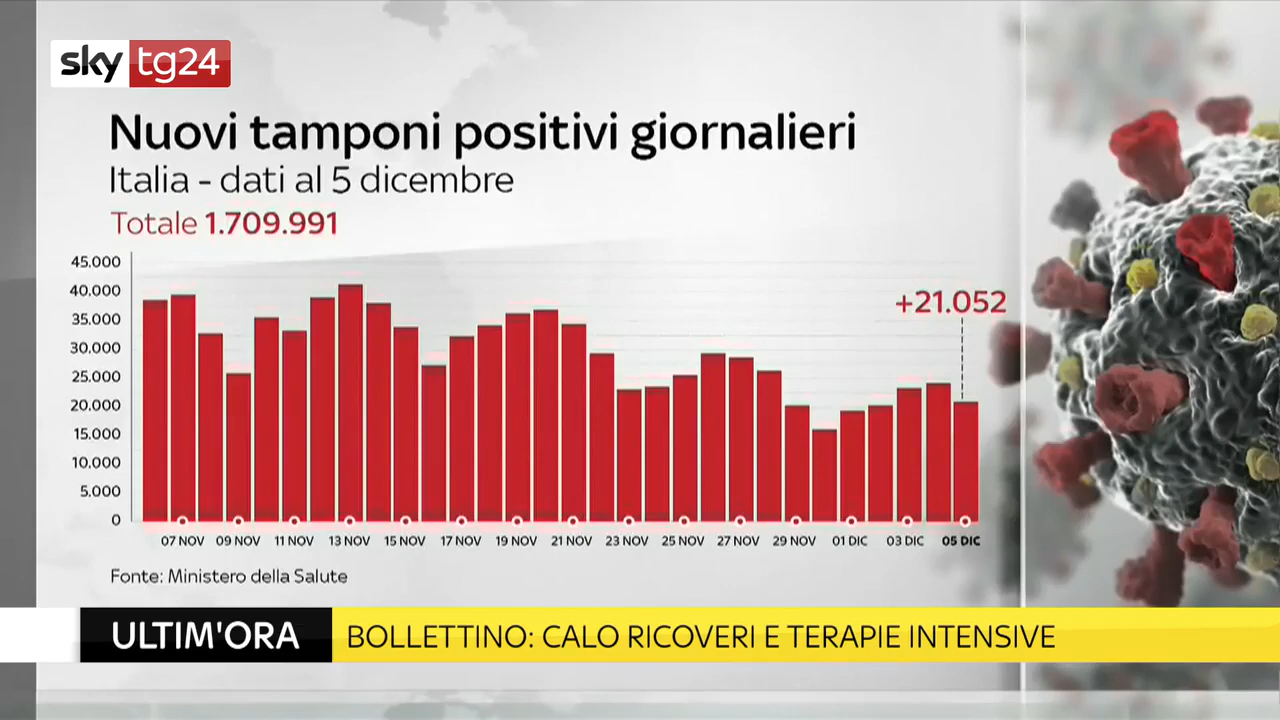 sky tg24
Nuovi tamponi positivi giornalieri
Italia - dati al 5 dicembre
Totale 1.709.991
45.000
40.000
35.000
30.000
25.000
20.000
15.000
10.000
5.000
0
+21.052
07 NOV 09 NOV 11 NOV 13 NOV 15 NOV 17 NOV 19 NOV 21 NOV 23 NOV 25 NOV 27 NOV 29 NOV 01 DIC 03 DIC 05 DIC
Fonte: Ministero della Salute
ULTIM'ORA BOLLETTINO: CALO RICOVERI E TERAPIE INTENSIVE